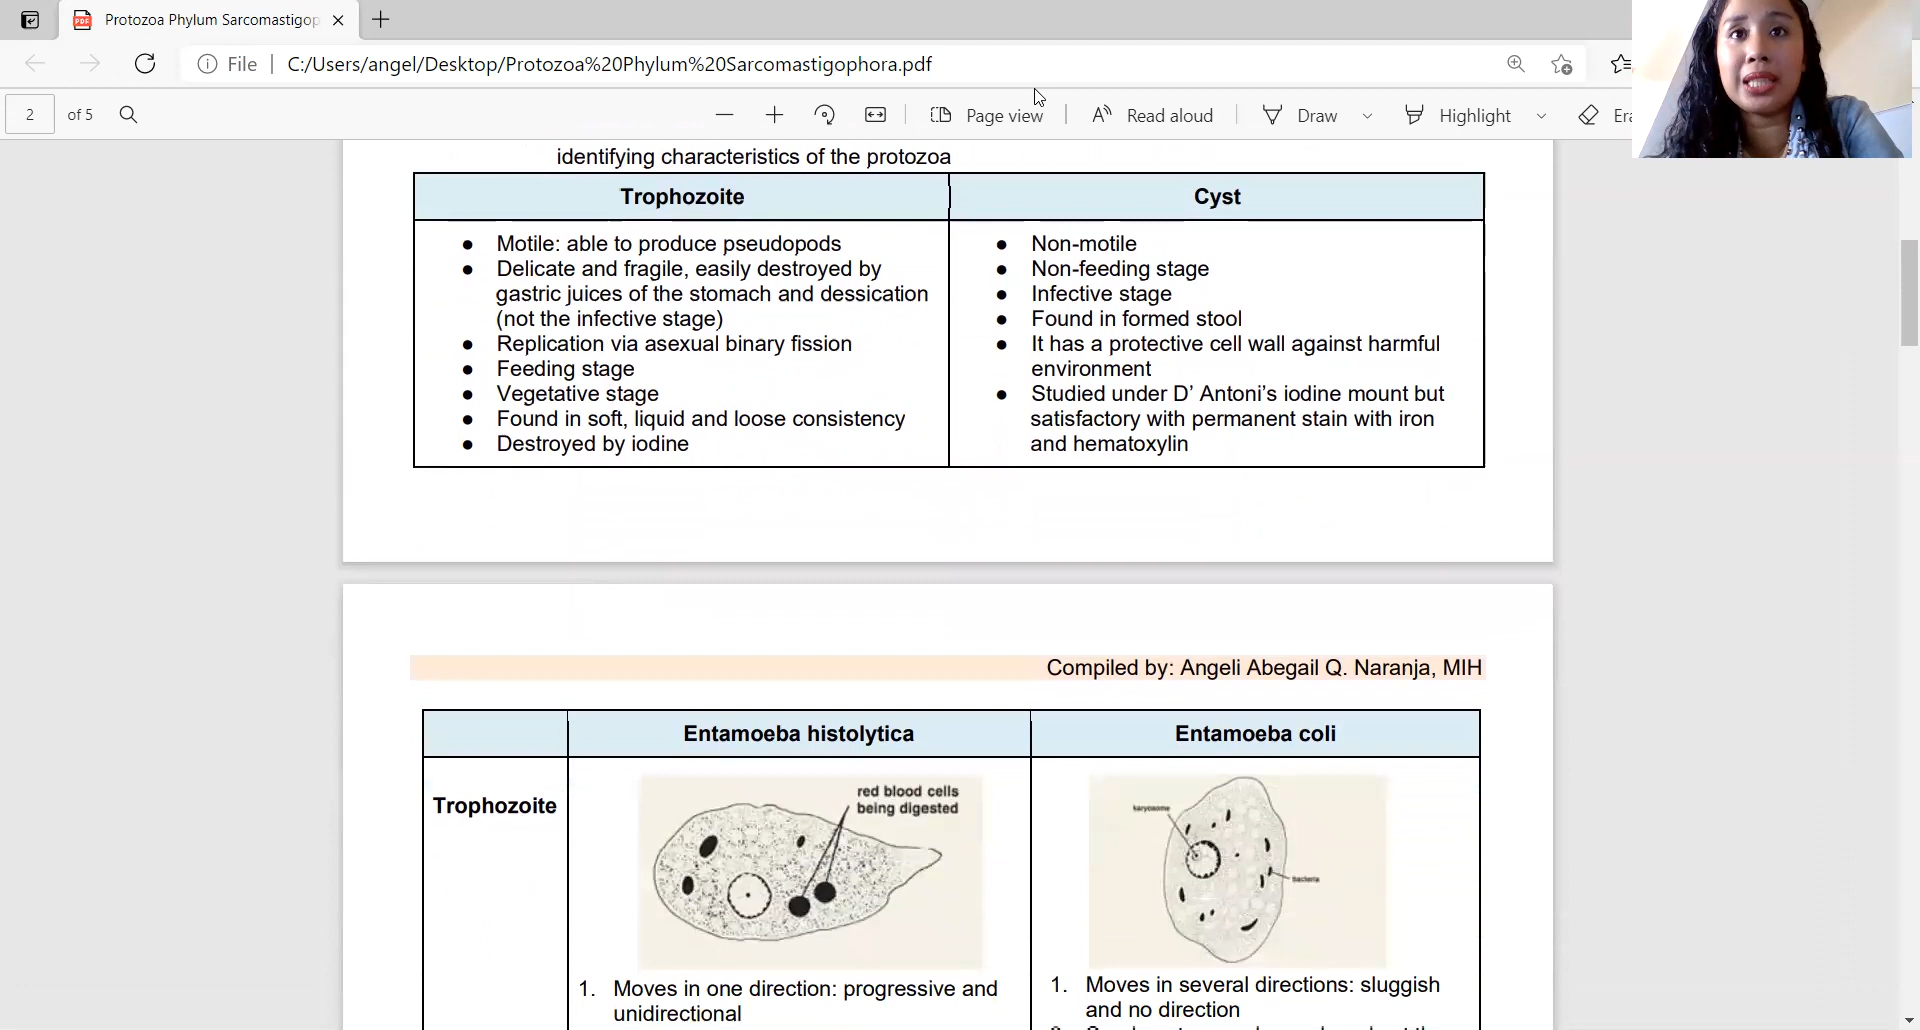 Protozoa Phylum Sarcomastigop
File
C:/Users/angel/Desktop/Protozoa%20Phylum%20Sarcomastigophora.pdf
2 of 5
Page view
Read aloud
Draw
Highlight
Era
identifying characteristics of the protozoa
Trophozoite
● Motile: able to produce pseudopods
● Delicate and fragile, easily destroyed by
gastric juices of the stomach and dessication
(not the infective stage)
● Replication via asexual binary fission
● Feeding stage
● Vegetative stage
● Found in soft, liquid and loose consistency
● Destroyed by iodine
Cyst
● Non-motile
● Non-feeding stage
● Infective stage
● Found in formed stool
● It has a protective cell wall against harmful
environment
● Studied under D’ Antoni’s iodine mount but
satisfactory with permanent stain with iron
and hematoxylin
Compiled by: Angeli Abegail Q. Naranja, MIH
Entamoeba histolytica
Entamoeba coli
Trophozoite
red blood cells
being digested
karyosome
bacteria
1. Moves in one direction: progressive and
unidirectional
1. Moves in several directions: sluggish
and no direction